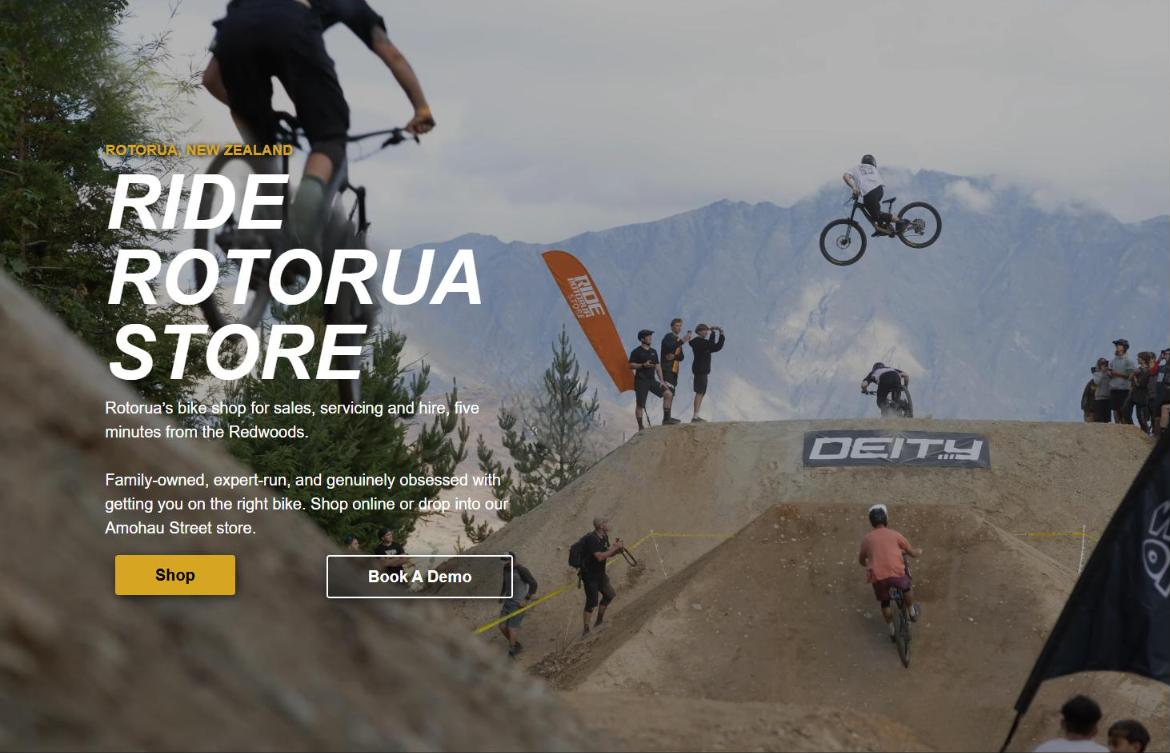 ROTORUA, NEW ZEALAND
RIDE
ROTORUA
STORE
Rotorua's bike shop for sales, servicing and hire, five
minutes from the Redwoods.
Family-owned, expert-run, and genuinely obsessed with
getting you on the right bike. Shop online or drop into our
Amohau Street store.
Shop
Book A Demo
RIDE
ROTORUA
STORE
DEITY